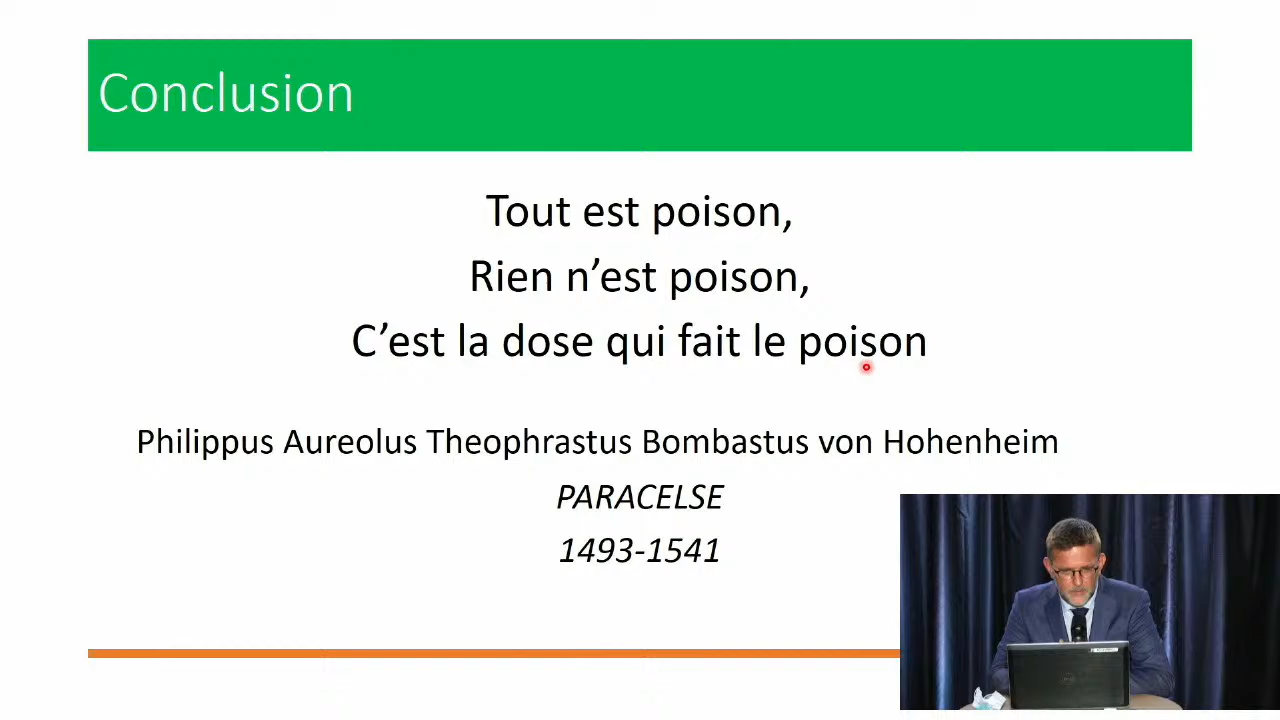 Conclusion
Tout est poison,
Rien n’est poison,
C’est la dose qui fait le poison
Philippus Aureolus Theophrastus Bombastus von Hohenheim
PARACELSE
1493-1541